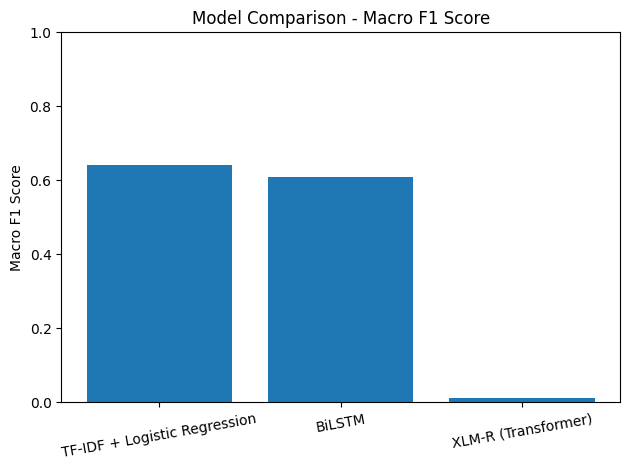 Model Comparison - Macro F1 Score
Macro F1 Score
1.0
0.8
0.6
0.4
0.2
0.0
TF-IDF + Logistic Regression
BiLSTM
XLM-R (Transformer)